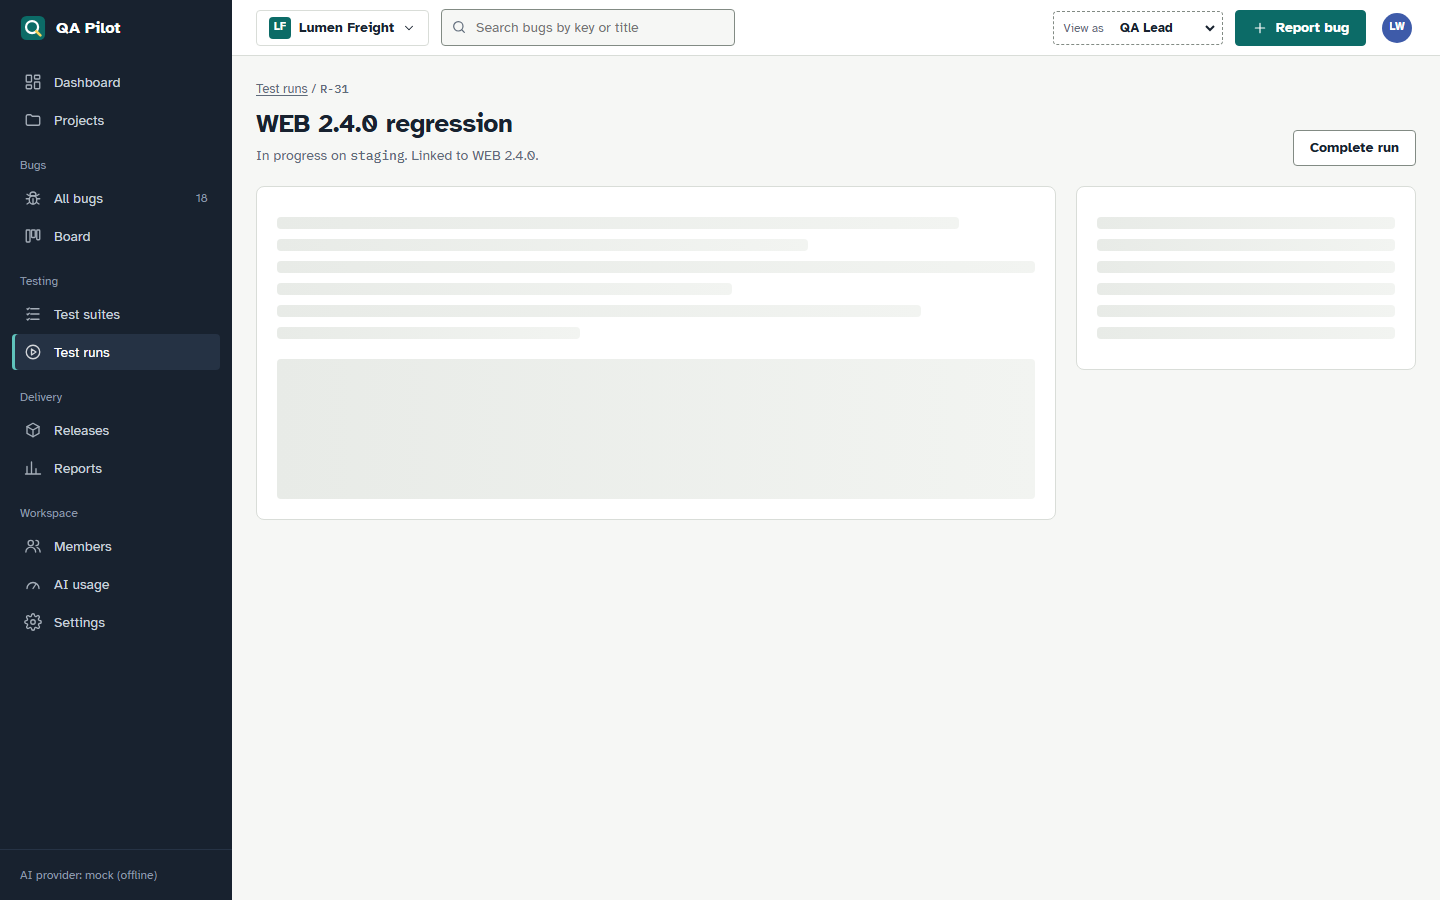 QA Pilot
Dashboard
Projects
Bugs
All bugs 18
Board
Testing
Test suites
Test runs
Delivery
Releases
Reports
Workspace
Members
AI usage
Settings
AI provider: mock (offline)
LF Lumen Freight
Search bugs by key or title
View as QA Lead
Report bug
LW
Test runs / R-31
WEB 2.4.0 regression
In progress on staging. Linked to WEB 2.4.0.
Complete run